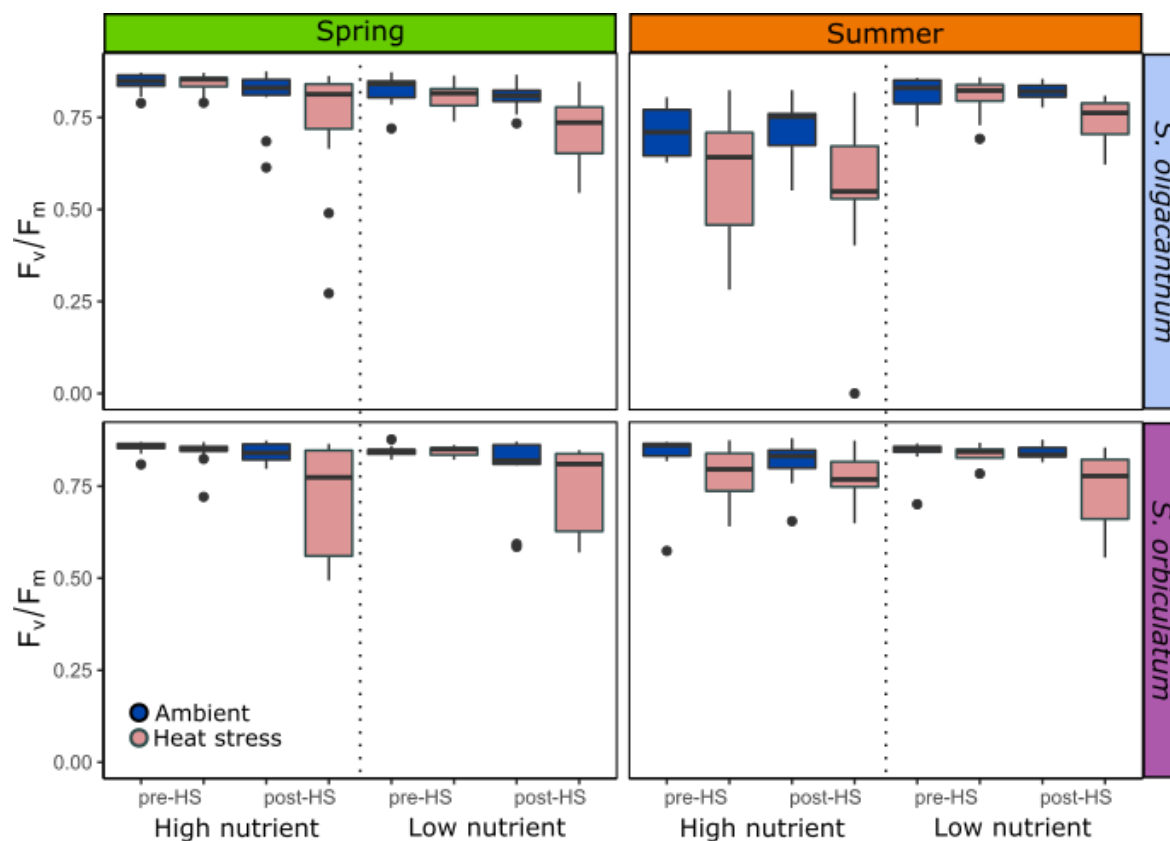 Spring
Summer
0.75
0.50
0.25
0.00
Fv/Fm
S. oligacanthum
0.75
0.50
0.25
0.00
Fv/Fm
S. orbiculatum
Ambient
Heat stress
pre-HS post-HS pre-HS post-HS pre-HS post-HS pre-HS post-HS
High nutrient Low nutrient High nutrient Low nutrient